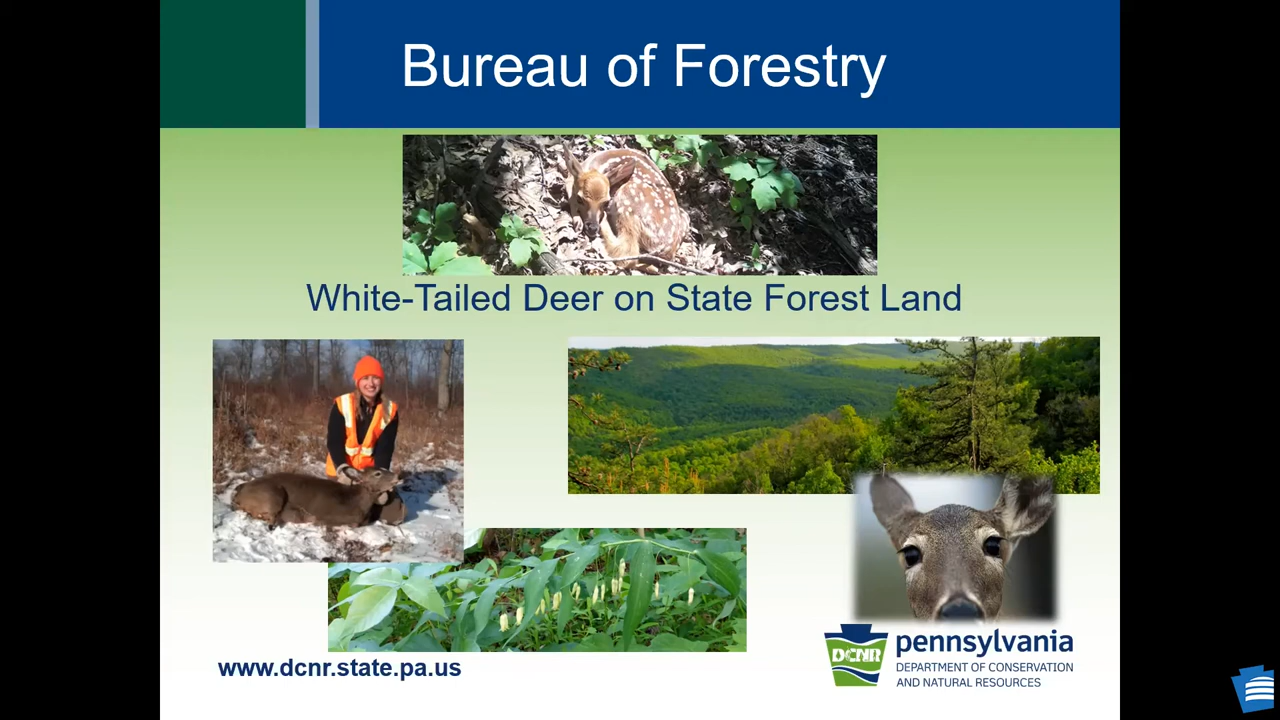 Bureau of Forestry
White-Tailed Deer on State Forest Land
www.dcnr.state.pa.us
DCNR
pennsylvania
DEPARTMENT OF CONSERVATION
AND NATURAL RESOURCES